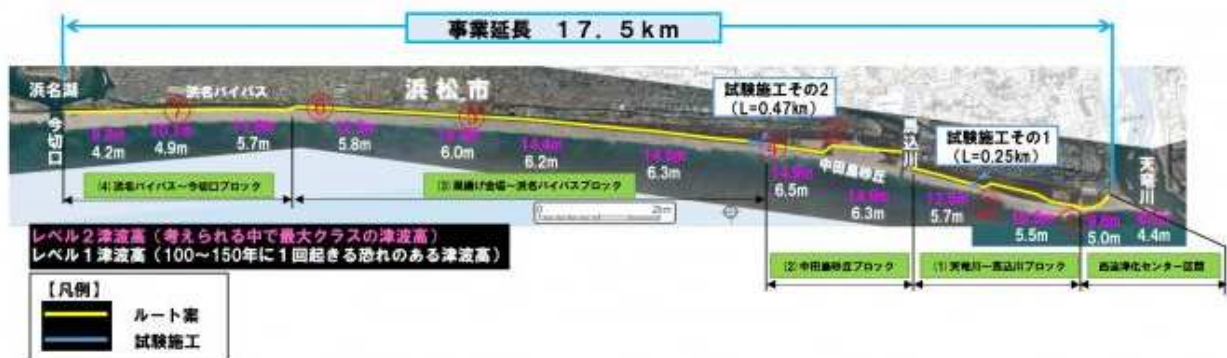 事業延長 17.5km
浜名湖
浜名バイパス
浜松市
試験施工その2
(L=0.47km)
試験施工その1
(L=0.25km)
今切口
天竜川
中田島砂丘
4.2m
4.9m
5.7m
5.8m
6.0m
14.4m
6.2m
6.3m
14.9m
6.5m
6.3m
5.7m
5.5m
5.0m
4.4m
(4)浜名バイパス～今切口ブロック
～浜名バイパスブロック
(2)中田島砂丘ブロック
(1)天竜川～馬込川ブロック
西遠浄化センター区間
レベル2津波高(考えられる中で最大クラスの津波高)
レベル1津波高(100～150年に1回起きる恐れのある津波高)
【凡例】
ルート案
試験施工